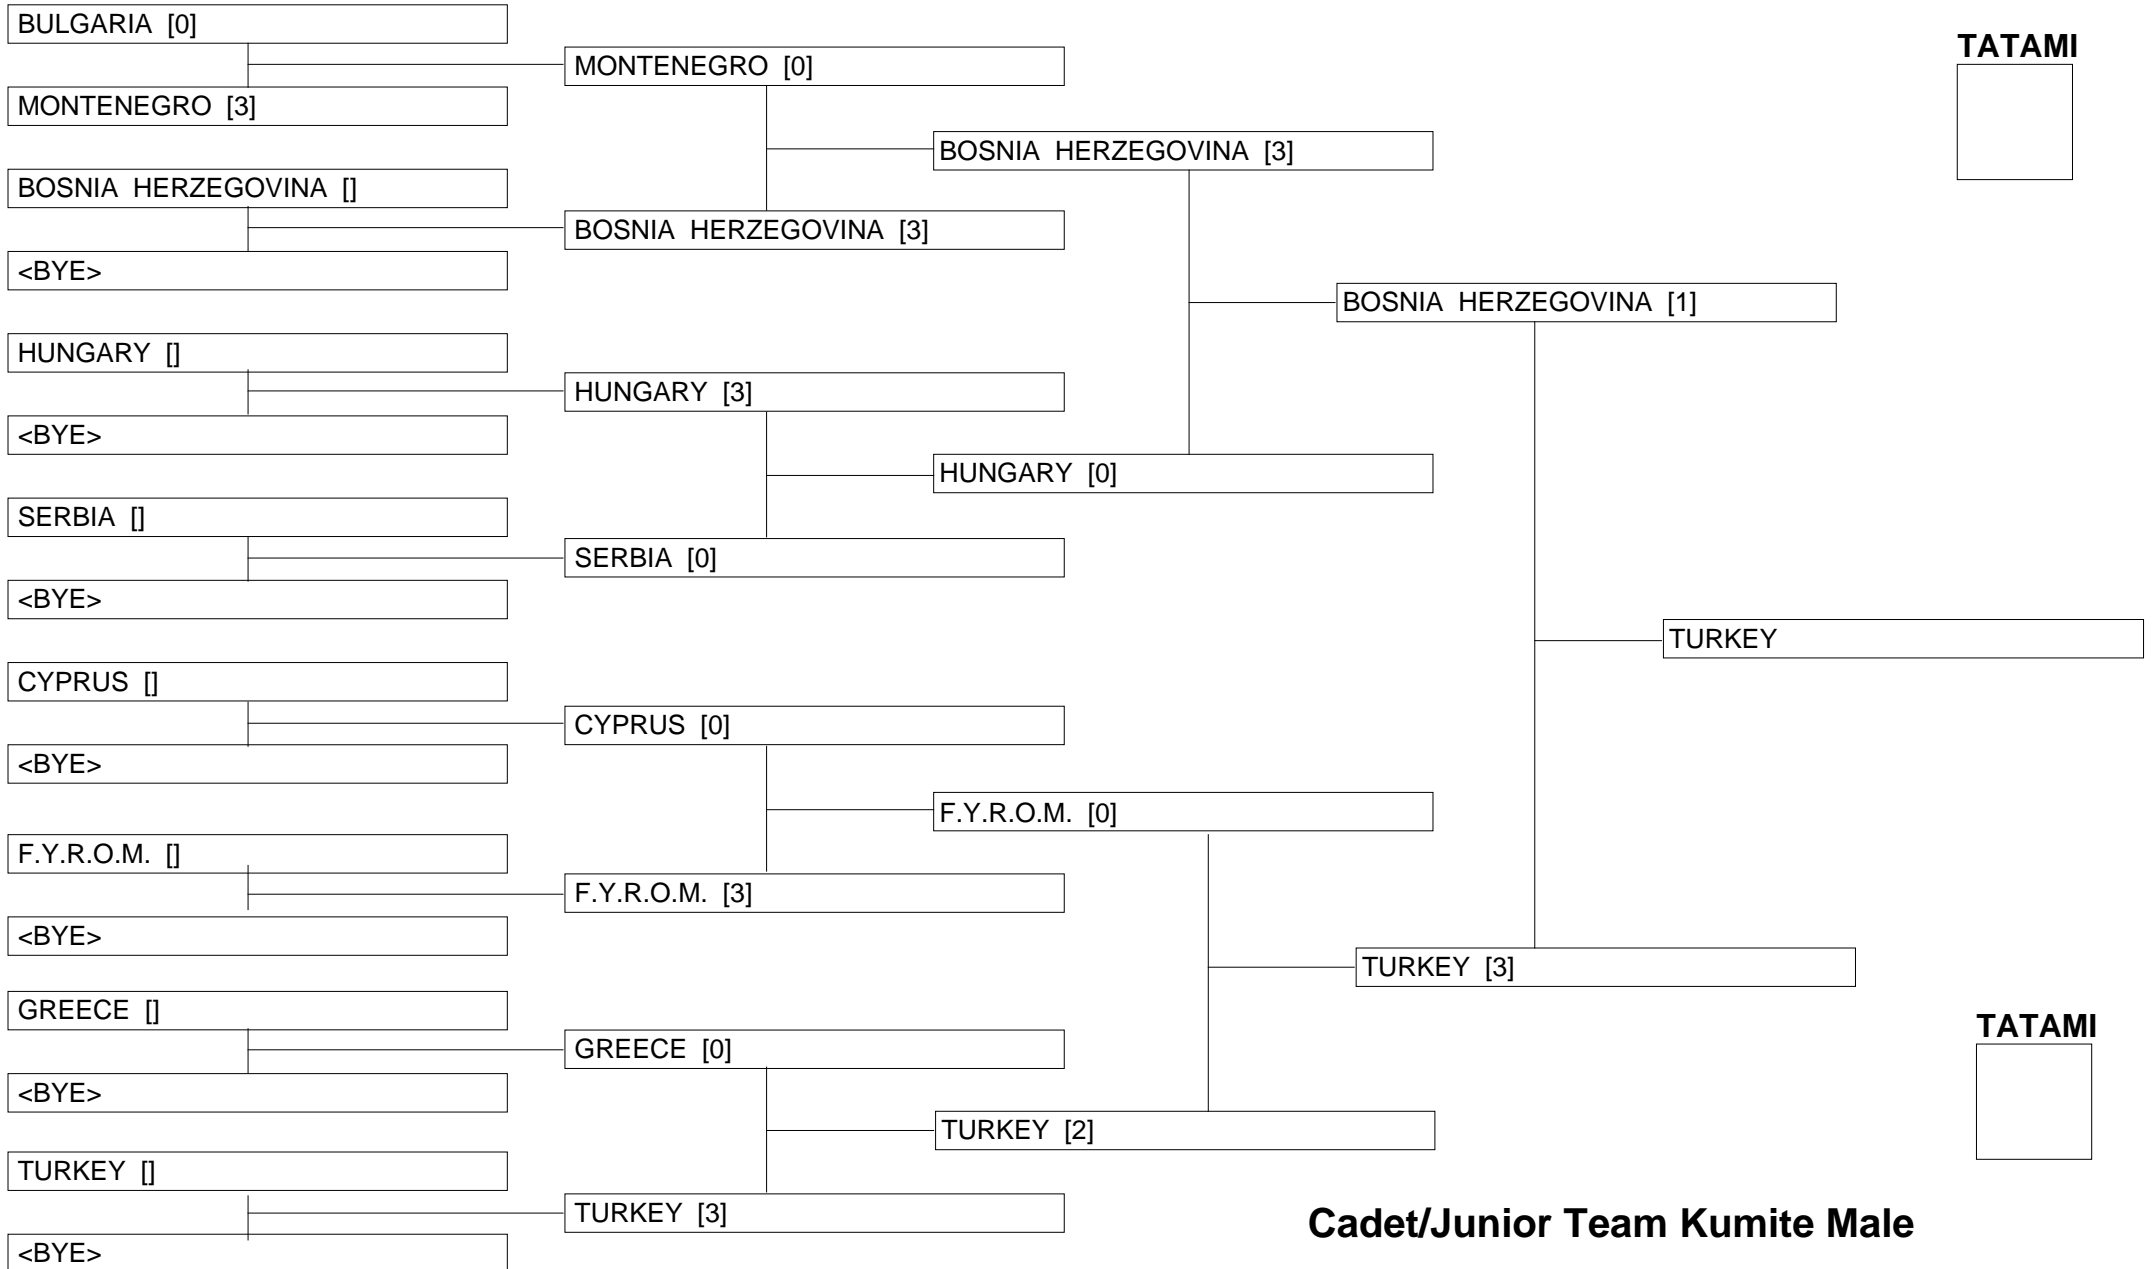 BULGARIA [0]
MONTENEGRO [3]
BOSNIA HERZEGOVINA []
<BYE>
HUNGARY []
<BYE>
SERBIA []
<BYE>
CYPRUS []
<BYE>
F.Y.R.O.M. []
<BYE>
GREECE []
<BYE>
TURKEY []
<BYE>
MONTENEGRO [0]
BOSNIA HERZEGOVINA [3]
HUNGARY [3]
SERBIA [0]
CYPRUS [0]
F.Y.R.O.M. [3]
GREECE [0]
TURKEY [3]
BOSNIA HERZEGOVINA [3]
HUNGARY [0]
F.Y.R.O.M. [0]
TURKEY [2]
BOSNIA HERZEGOVINA [1]
TURKEY [3]
TURKEY
TATAMI
TATAMI
Cadet/Junior Team Kumite Male